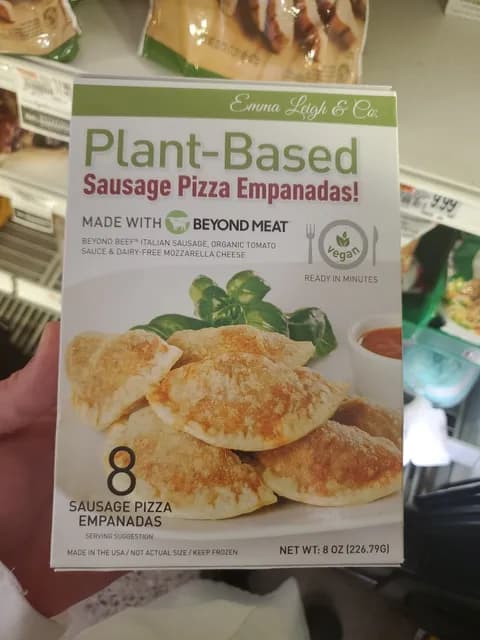 Emma Leigh & Co.
Plant-Based
Sausage Pizza Empanadas!
MADE WITH BEYOND MEAT
BEYOND BEEF™ ITALIAN SAUSAGE, ORGANIC TOMATO
SAUCE & DAIRY-FREE MOZZARELLA CHEESE
vegan
READY IN MINUTES
8
SAUSAGE PIZZA
EMPANADAS
SERVING SUGGESTION
MADE IN THE USA / NOT ACTUAL SIZE / KEEP FROZEN
NET WT: 8 OZ (226.79G)
999